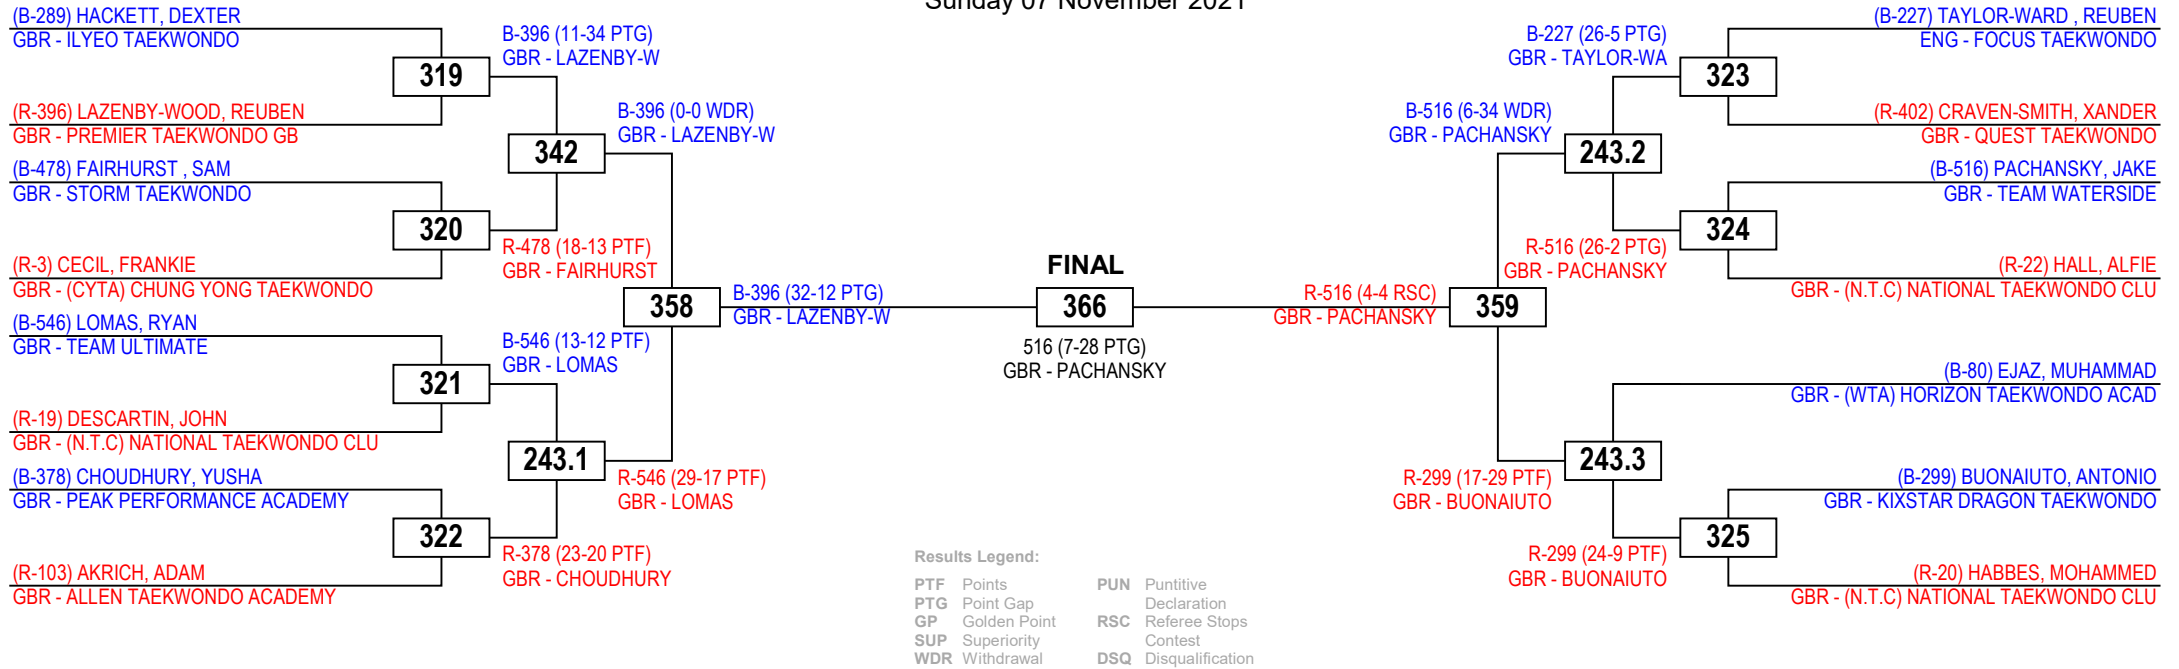 Sunday 07 November 2021
(B-289) HACKETT, DEXTER
GBR - ILYEO TAEKWONDO
319
(R-396) LAZENBY-WOOD, REUBEN
GBR - PREMIER TAEKWONDO GB
(B-478) FAIRHURST , SAM
GBR - STORM TAEKWONDO
320
(R-3) CECIL, FRANKIE
GBR - (CYTA) CHUNG YONG TAEKWONDO
(B-546) LOMAS, RYAN
GBR - TEAM ULTIMATE
321
(R-19) DESCARTIN, JOHN
GBR - (N.T.C) NATIONAL TAEKWONDO CLU
(B-378) CHOUDHURY, YUSHA
GBR - PEAK PERFORMANCE ACADEMY
322
(R-103) AKRICH, ADAM
GBR - ALLEN TAEKWONDO ACADEMY
B-396 (11-34 PTG)
GBR - LAZENBY-W
342
R-478 (18-13 PTF)
GBR - FAIRHURST
B-546 (13-12 PTF)
GBR - LOMAS
243.1
R-378 (23-20 PTF)
GBR - CHOUDHURY
B-396 (0-0 WDR)
GBR - LAZENBY-W
358
R-546 (29-17 PTF)
GBR - LOMAS
B-396 (32-12 PTG)
GBR - LAZENBY-W
FINAL
366
516 (7-28 PTG)
GBR - PACHANSKY
R-516 (4-4 RSC)
GBR - PACHANSKY
359
B-516 (6-34 WDR)
GBR - PACHANSKY
R-299 (17-29 PTF)
GBR - BUONAIUTO
B-227 (26-5 PTG)
GBR - TAYLOR-WA
243.2
R-516 (26-2 PTG)
GBR - PACHANSKY
243.3
R-299 (24-9 PTF)
GBR - BUONAIUTO
(B-227) TAYLOR-WARD , REUBEN
ENG - FOCUS TAEKWONDO
323
(R-402) CRAVEN-SMITH, XANDER
GBR - QUEST TAEKWONDO
(B-516) PACHANSKY, JAKE
GBR - TEAM WATERSIDE
324
(R-22) HALL, ALFIE
GBR - (N.T.C) NATIONAL TAEKWONDO CLU
(B-80) EJAZ, MUHAMMAD
GBR - (WTA) HORIZON TAEKWONDO ACAD
(B-299) BUONAIUTO, ANTONIO
GBR - KIXSTAR DRAGON TAEKWONDO
325
(R-20) HABBES, MOHAMMED
GBR - (N.T.C) NATIONAL TAEKWONDO CLU
Results Legend:
PTF Points
PTG Point Gap
GP Golden Point
SUP Superiority
WDR Withdrawal
PUN Puntitive
Declaration
RSC Referee Stops
Contest
DSQ Disqualification